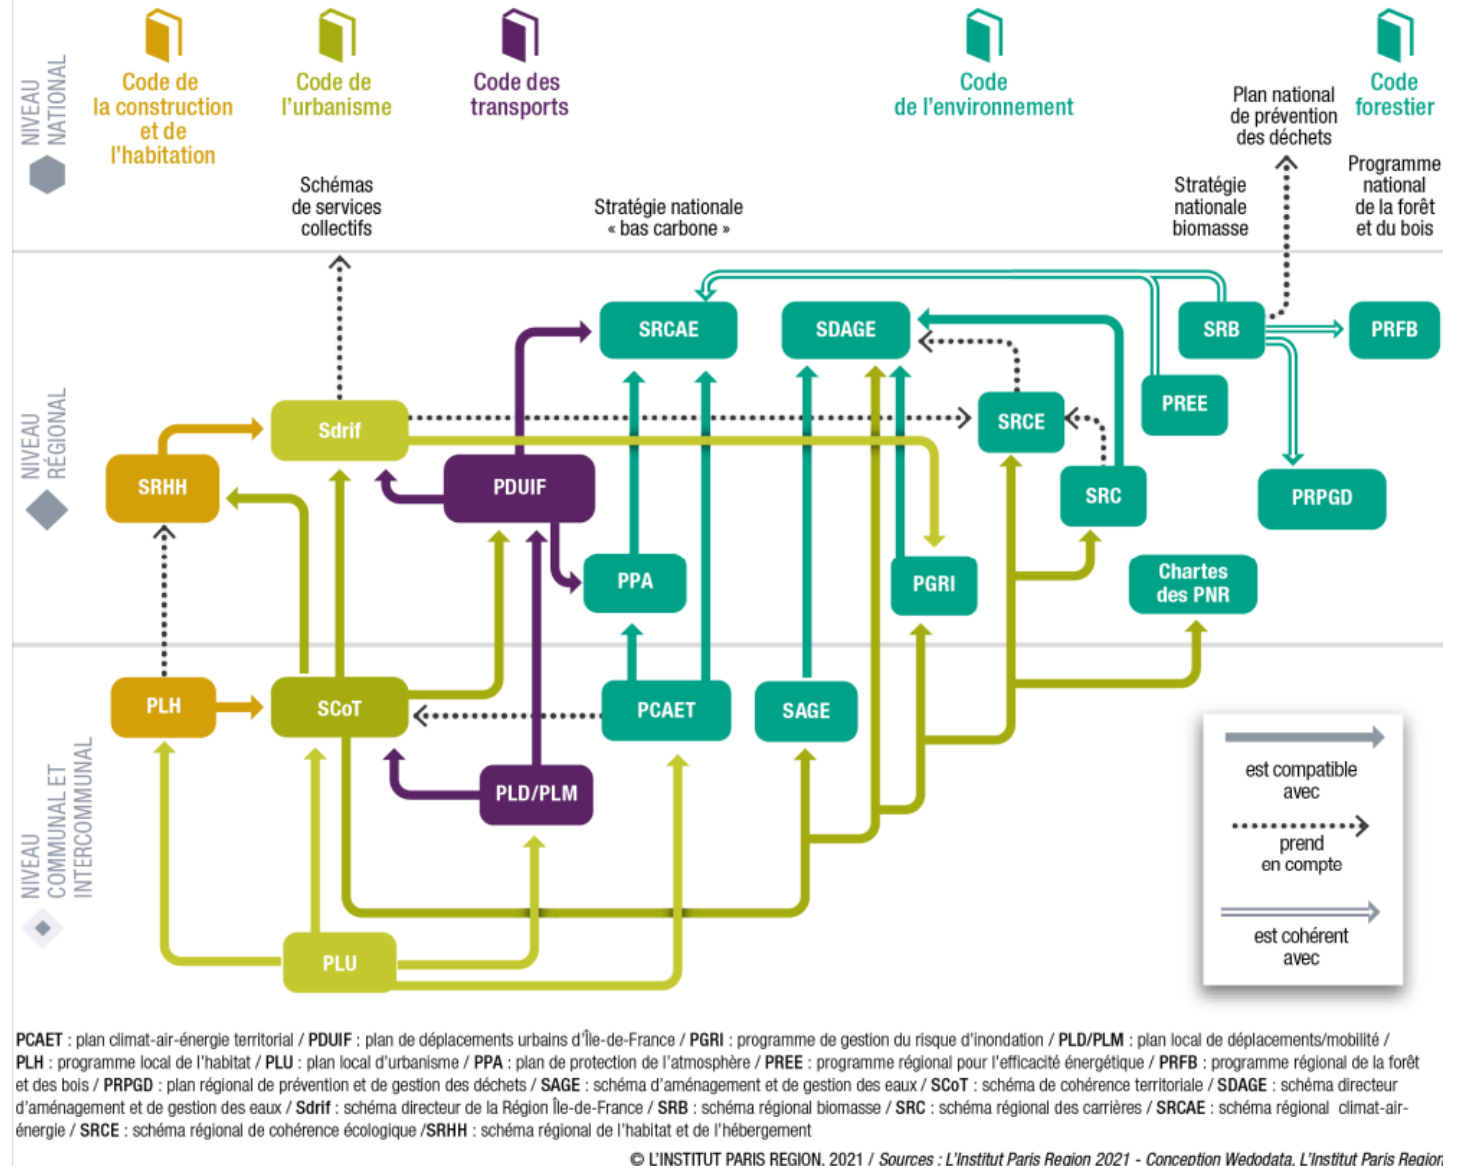 NIVEAU
NATIONAL
Code de
la construction
et de
l'habitation
Code de
l'urbanisme
Code des
transports
Code
de l'environnement
Code
forestier
Plan national
de prévention
des déchets
Schémas
de services
collectifs
Stratégie nationale
« bas carbone »
Stratégie
nationale
biomasse
Programme
national
de la forêt
et du bois
NIVEAU
RÉGIONAL
SRCAE
SDAGE
SRB
PRFB
PREE
SRCE
Sdrif
SRHH
PDUIF
SRC
PRPGD
PPA
PGRI
Chartes
des PNR
NIVEAU
COMMUNAL ET
INTERCOMMUNAL
PLH
SCoT
PCAET
SAGE
PLD/PLM
PLU
est compatible
avec
prend
en compte
est cohérent
avec
PCAET : plan climat-air-énergie territorial / PDUIF : plan de déplacements urbains d'Île-de-France / PGRI : programme de gestion du risque d'inondation / PLD/PLM : plan local de déplacements/mobilité /
PLH : programme local de l'habitat / PLU : plan local d'urbanisme / PPA : plan de protection de l'atmosphère / PREE : programme régional pour l'efficacité énergétique / PRFB : programme régional de la forêt
et des bois / PRPGD : plan régional de prévention et de gestion des déchets / SAGE : schéma d'aménagement et de gestion des eaux / SCoT : schéma de cohérence territoriale / SDAGE : schéma directeur
d'aménagement et de gestion des eaux / Sdrif : schéma directeur de la Région Île-de-France / SRB : schéma régional biomasse / SRC : schéma régional des carrières / SRCAE : schéma régional climat-air-
énergie / SRCE : schéma régional de cohérence écologique /SRHH : schéma régional de l'habitat et de l'hébergement
© L'INSTITUT PARIS REGION, 2021 / Sources : L'Institut Paris Region 2021 - Conception Wedodata, L'Institut Paris Region